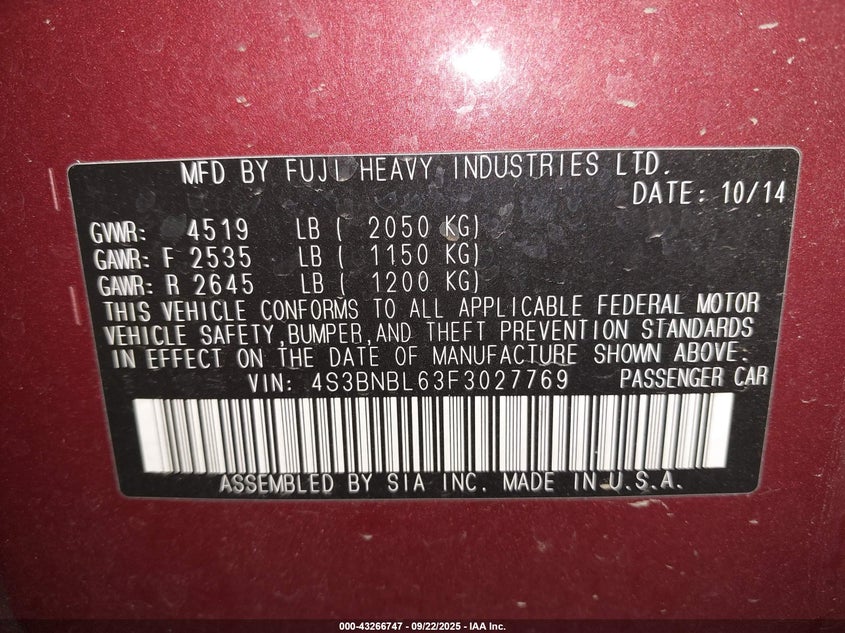 MFD BY FUJI HEAVY INDUSTRIES LTD.
DATE: 10/14
GVWR: 4519 LB ( 2050 KG)
GAWR: F 2535 LB ( 1150 KG)
GAWR: R 2645 LB ( 1200 KG)
THIS VEHICLE CONFORMS TO ALL APPLICABLE FEDERAL MOTOR
VEHICLE SAFETY,BUMPER,AND THEFT PREVENTION STANDARDS
IN EFFECT ON THE DATE OF MANUFACTURE SHOWN ABOVE.
VIN: 4S3BNBL63F3027769 PASSENGER CAR
ASSEMBLED BY SIA INC. MADE IN U.S.A.
000-43266747 - 09/22/2025 - IAA Inc.